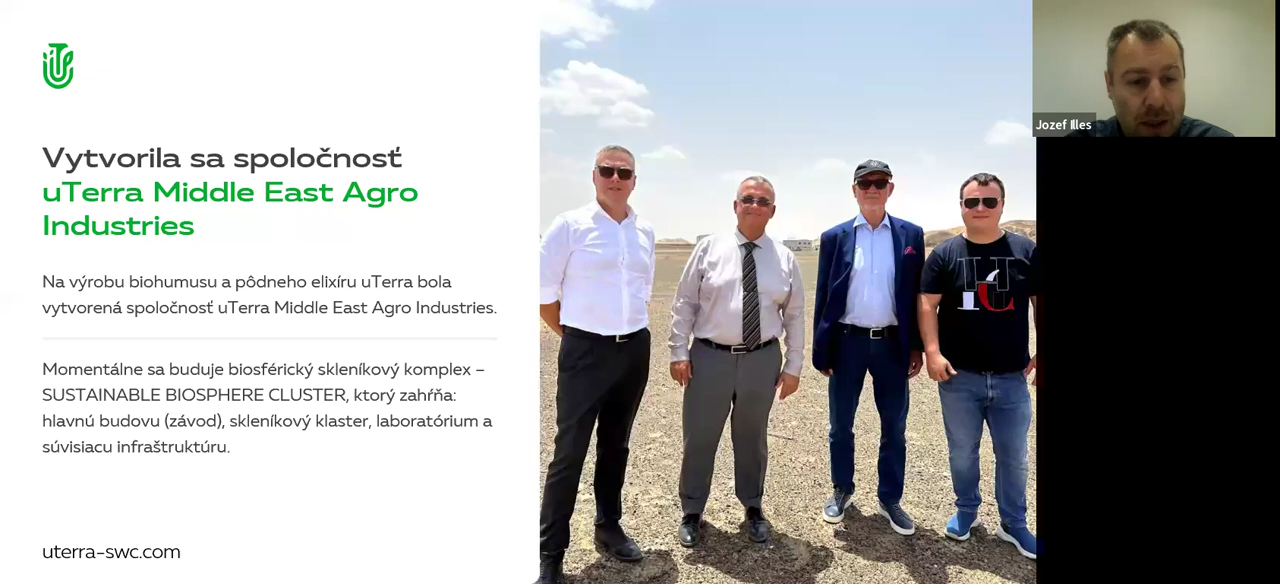 Vytvorila sa spoločnosť
uTerra Middle East Agro
Industries
Na výrobu biohumusu a pôdneho elixíru uTerra bola
vytvorená spoločnosť uTerra Middle East Agro Industries.
Momentálne sa buduje biosférický skleníkový komplex –
SUSTAINABLE BIOSPHERE CLUSTER, ktorý zahŕňa:
hlavnú budovu (závod), skleníkový klaster, laboratórium a
súvisiacu infraštruktúru.
uterra-swc.com
Jozef Illes